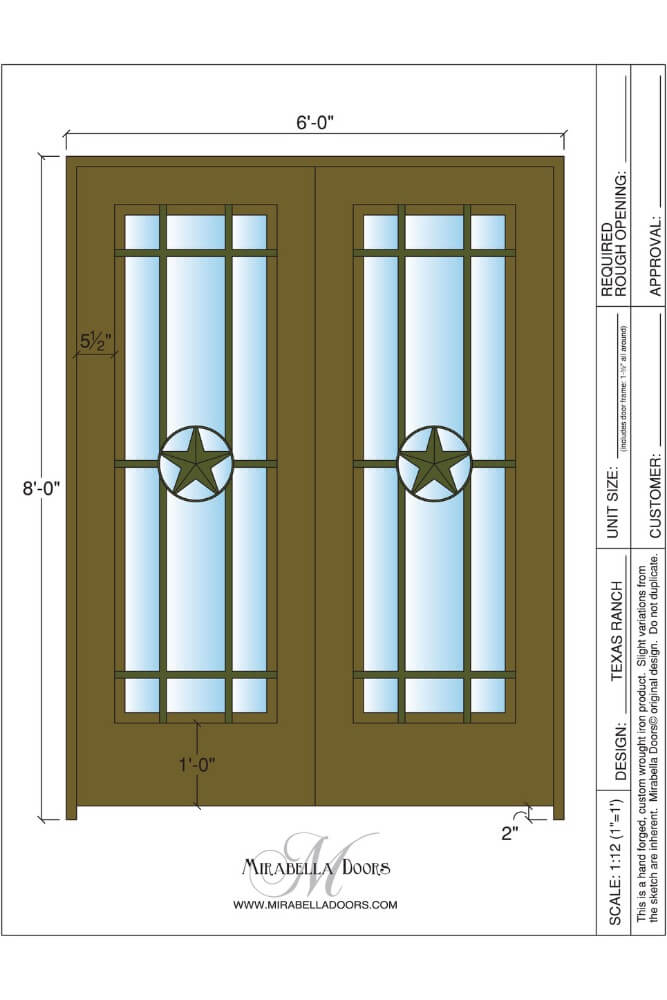 6'-0"
5½"
8'-0"
1'-0"
2"
MIRABELLA DOORS
M
WWW.MIRABELLADOORS.COM
REQUIRED
ROUGH OPENING:
APPROVAL:
UNIT SIZE:
(includes door frame: 1-½" all around)
CUSTOMER:
DESIGN: TEXAS RANCH
SCALE: 1:12 (1"=1')
This is a hand forged, custom wrought iron product. Slight variations from
the sketch are inherent. Mirabella Doors© original design. Do not duplicate.